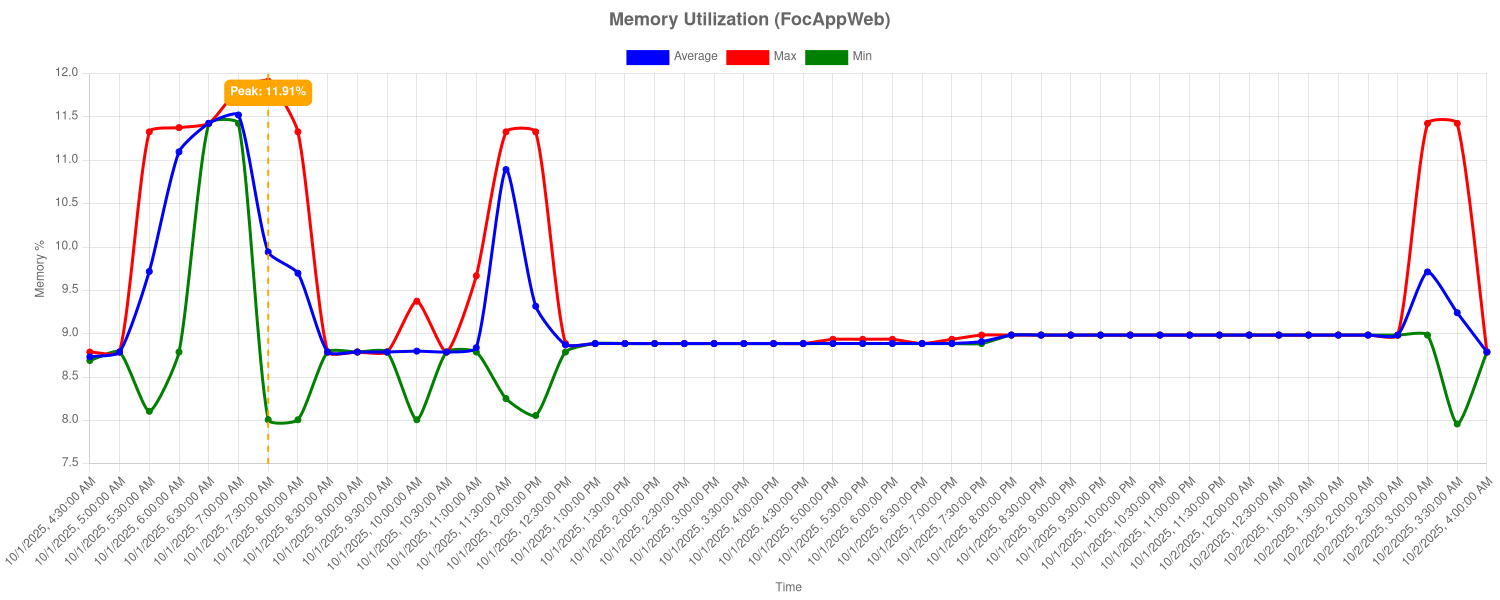 Memory Utilization (FocAppWeb)
Average Max Min
Peak: 11.91%
12.0
11.5
11.0
10.5
10.0
9.5
9.0
8.5
8.0
7.5
Memory %
10/1/2025, 4:30:00 AM
10/1/2025, 5:00:00 AM
10/1/2025, 5:30:00 AM
10/1/2025, 6:00:00 AM
10/1/2025, 6:30:00 AM
10/1/2025, 7:00:00 AM
10/1/2025, 7:30:00 AM
10/1/2025, 8:00:00 AM
10/1/2025, 8:30:00 AM
10/1/2025, 9:00:00 AM
10/1/2025, 9:30:00 AM
10/1/2025, 10:00:00 AM
10/1/2025, 10:30:00 AM
10/1/2025, 11:00:00 AM
10/1/2025, 11:30:00 AM
10/1/2025, 12:00:00 PM
10/1/2025, 12:30:00 PM
10/1/2025, 1:00:00 PM
10/1/2025, 1:30:00 PM
10/1/2025, 2:00:00 PM
10/1/2025, 2:30:00 PM
10/1/2025, 3:00:00 PM
10/1/2025, 3:30:00 PM
10/1/2025, 4:00:00 PM
10/1/2025, 4:30:00 PM
10/1/2025, 5:00:00 PM
10/1/2025, 5:30:00 PM
10/1/2025, 6:00:00 PM
10/1/2025, 6:30:00 PM
10/1/2025, 7:00:00 PM
10/1/2025, 7:30:00 PM
10/1/2025, 8:00:00 PM
10/1/2025, 8:30:00 PM
10/1/2025, 9:00:00 PM
10/1/2025, 9:30:00 PM
10/1/2025, 10:00:00 PM
10/1/2025, 10:30:00 PM
10/1/2025, 11:00:00 PM
10/1/2025, 11:30:00 PM
10/2/2025, 12:00:00 AM
10/2/2025, 12:30:00 AM
10/2/2025, 1:00:00 AM
10/2/2025, 1:30:00 AM
10/2/2025, 2:00:00 AM
10/2/2025, 2:30:00 AM
10/2/2025, 3:00:00 AM
10/2/2025, 3:30:00 AM
10/2/2025, 4:00:00 AM
Time